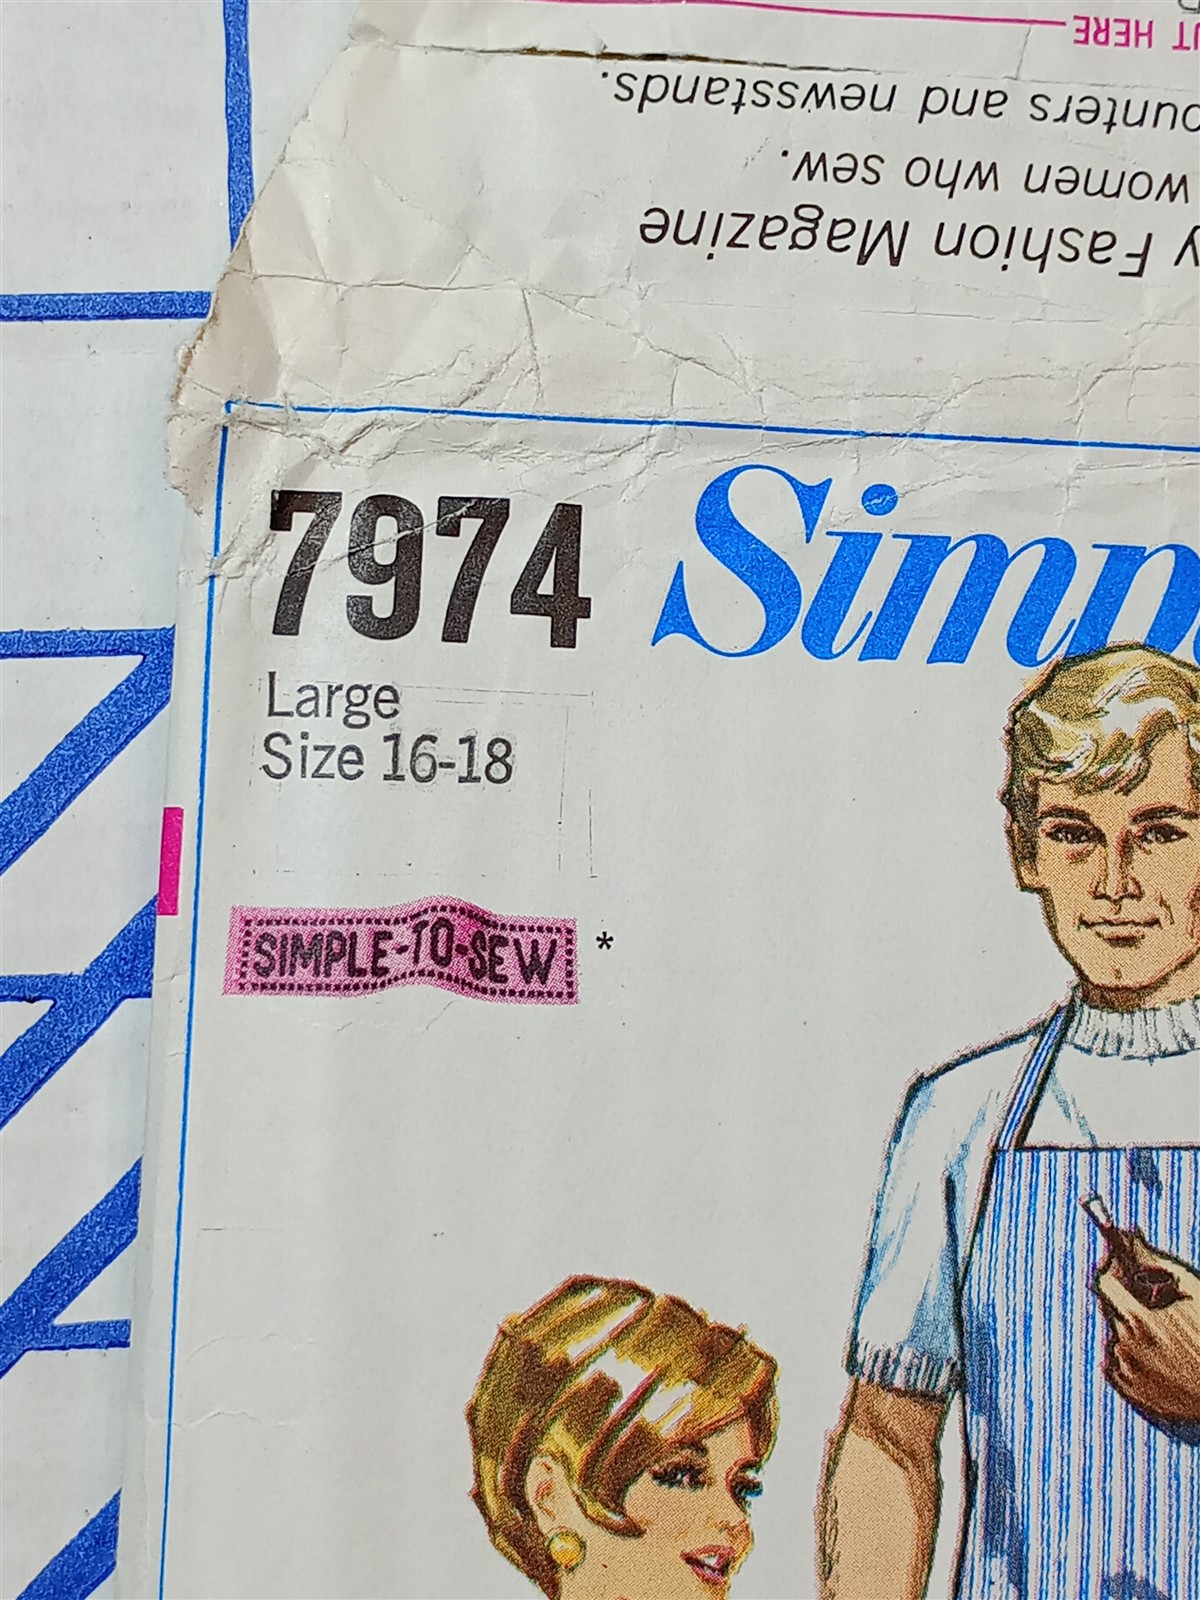 UT HERE
ounters and newsstands.
women who sew.
y Fashion Magazine
7974
Simp
Large
Size 16-18
SIMPLE-TO-SEW *